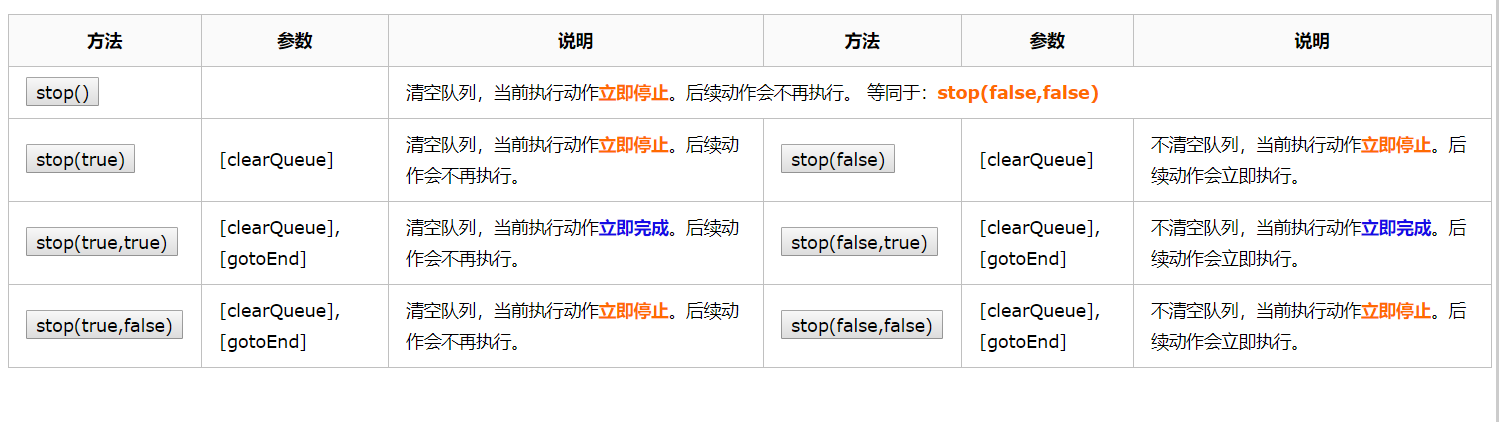 方法 参数 说明 方法 参数 说明
stop() 清空队列，当前执行动作立即停止。后续动作会不再执行。 等同于：stop(false,false)
清空队列，当前执行动作立即停止。后续动 不清空队列，当前执行动作立即停止。后
stop(true) [clearQueue] stop(false) [clearQueue]
作会不再执行。 续动作会立即执行。
[clearQueue], 清空队列，当前执行动作立即完成。后续动 [clearQueue], 不清空队列，当前执行动作立即完成。后
stop(true,true) stop(false,true)
[gotoEnd] 作会不再执行。 [gotoEnd] 续动作会立即执行。
[clearQueue], 清空队列，当前执行动作立即停止。后续动 [clearQueue], 不清空队列，当前执行动作立即停止。后
stop(true,false) stop(false,false)
[gotoEnd] 作会不再执行。 [gotoEnd] 续动作会立即执行。